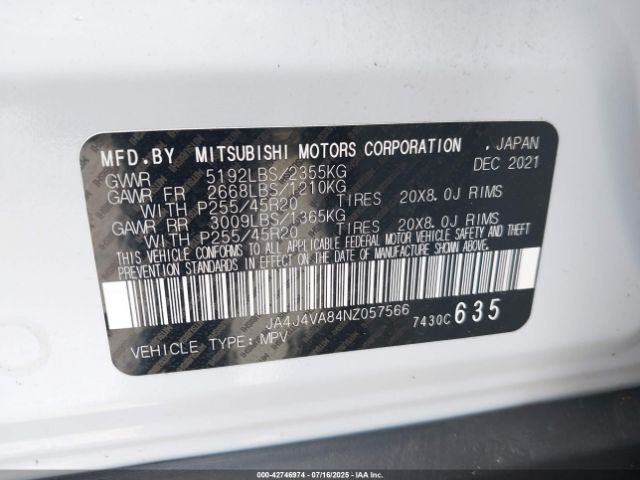 MFD.BY MITSUBISHI MOTORS CORPORATION . JAPAN
GVWR 5192LBS/2355KG DEC 2021
GAWR FR 2668LBS/1210KG
WITH P255/45R20 TIRES 20X8.0J RIMS
GAWR RR 3009LBS/1365KG
WITH P255/45R20 TIRES 20X8.0J RIMS
THIS VEHICLE CONFORMS TO ALL APPLICABLE FEDERAL MOTOR VEHICLE SAFETY AND THEFT
PREVENTION STANDARDS IN EFFECT ON THE DATE OF MANUFACTURE SHOWN ABOVE.
JA4J4VA84NZ057566 7430C 635
VEHICLE TYPE: MPV
000-42746974 | 07/16/2025 | © IAA Holdings, LLC